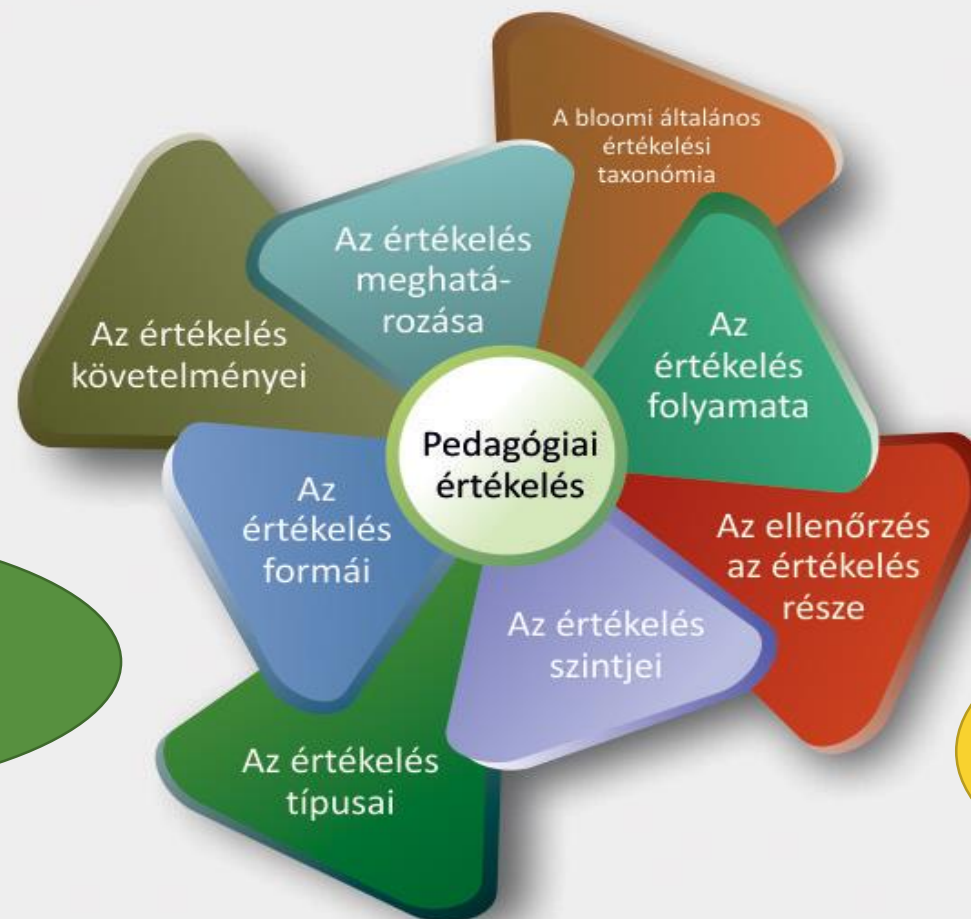 A bloomi általános
értékelési
taxonómia
Az értékelés
meghatá-
rozása
Az értékelés
követelményei
Az
értékelés
folyamata
Pedagógiai
értékelés
Az
értékelés
formái
Az ellenőrzés
az értékelés
része
Az értékelés
szintjei
Az értékelés
típusai